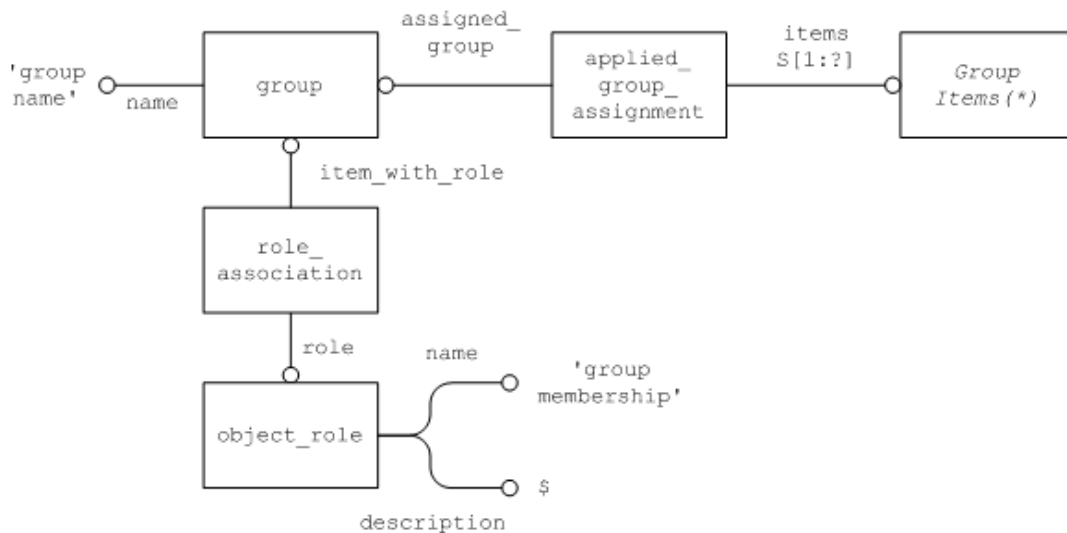 assigned_
group
items
S[1:?]
'group
name'
name
group
applied_
group_
assignment
Group
Items(*)
item_with_role
role_
association
role
name
'group
membership'
object_role
$
description